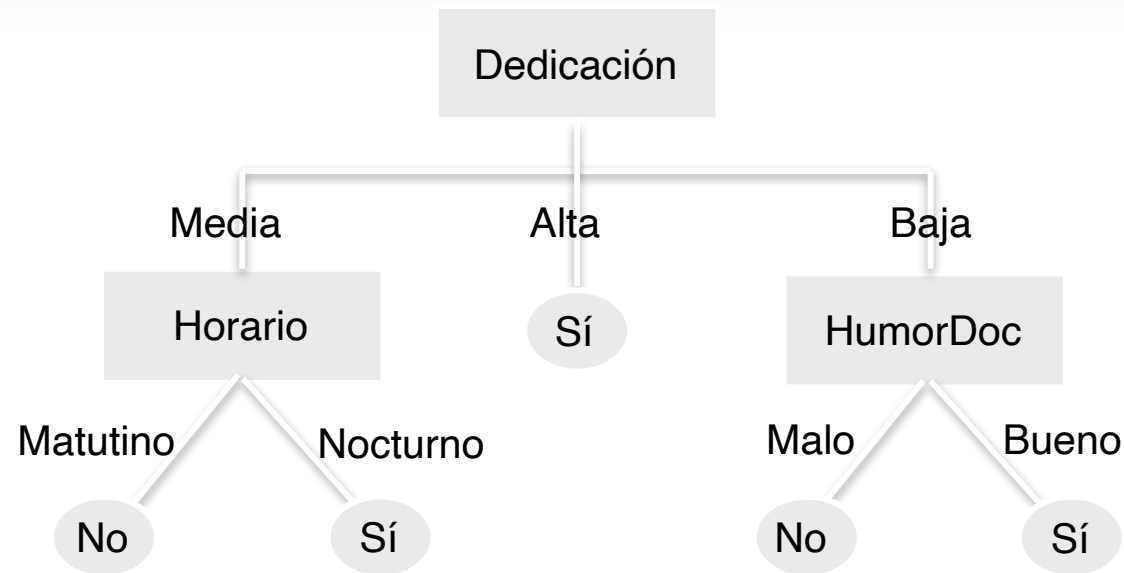 Dedicación
Media Alta Baja
Horario Sí HumorDoc
Matutino Nocturno Malo Bueno
No Sí No Sí